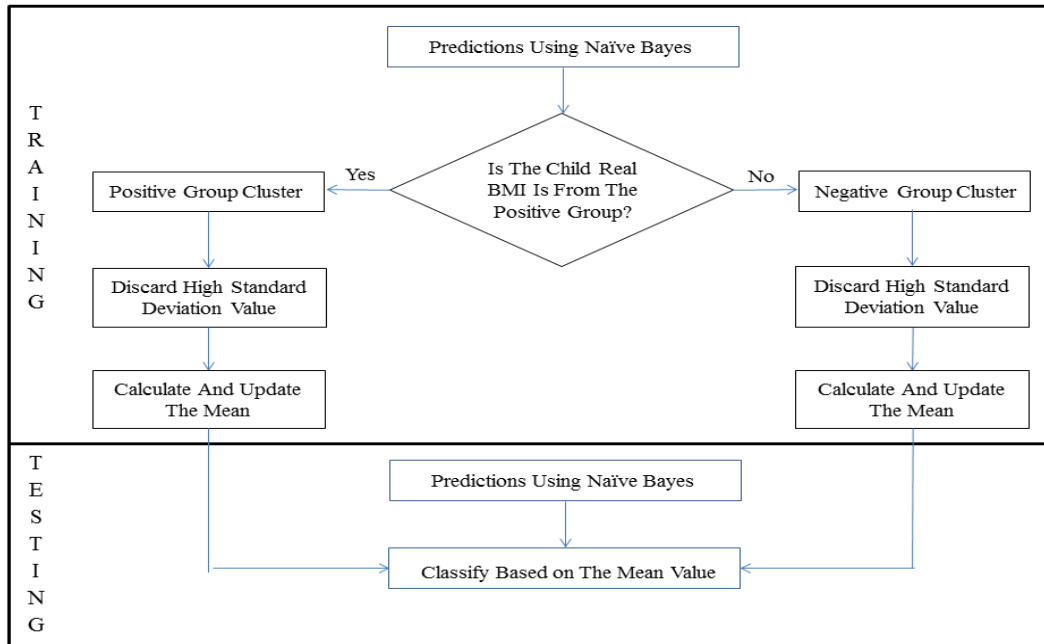 TRAINING
Predictions Using Naïve Bayes
Is The Child Real
BMI Is From The
Positive Group?
Yes
No
Positive Group Cluster
Negative Group Cluster
Discard High Standard
Deviation Value
Discard High Standard
Deviation Value
Calculate And Update
The Mean
Calculate And Update
The Mean
TESTING
Predictions Using Naïve Bayes
Classify Based on The Mean Value